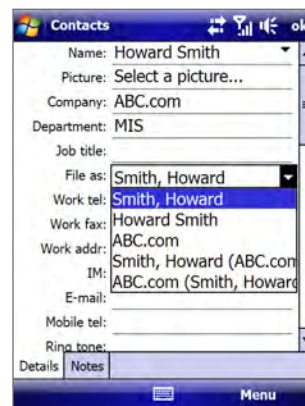 Contacts ok
Name: Howard Smith
Picture: Select a picture...
Company: ABC.com
Department: MIS
Job title:
File as: Smith, Howard
Work tel: Smith, Howard
Work fax: Howard Smith
Work addr: ABC.com
Smith, Howard (ABC.com
IM: ABC.com (Smith, Howard
E-mail:
Mobile tel:
Ring tone:
Details Notes
Menu